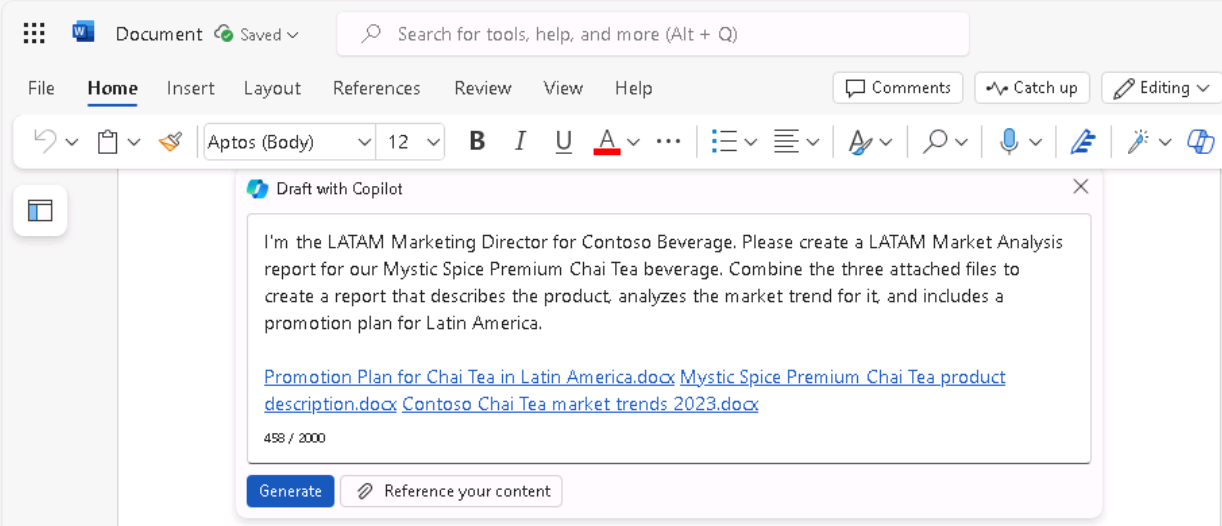 Document Saved
Search for tools, help, and more (Alt + Q)
File Home Insert Layout References Review View Help
Comments Catch up Editing
Aptos (Body) 12 B I U A
Draft with Copilot
I'm the LATAM Marketing Director for Contoso Beverage. Please create a LATAM Market Analysis
report for our Mystic Spice Premium Chai Tea beverage. Combine the three attached files to
create a report that describes the product, analyzes the market trend for it, and includes a
promotion plan for Latin America.
Promotion Plan for Chai Tea in Latin America.docx Mystic Spice Premium Chai Tea product
description.docx Contoso Chai Tea market trends 2023.docx
458 / 2000
Generate Reference your content